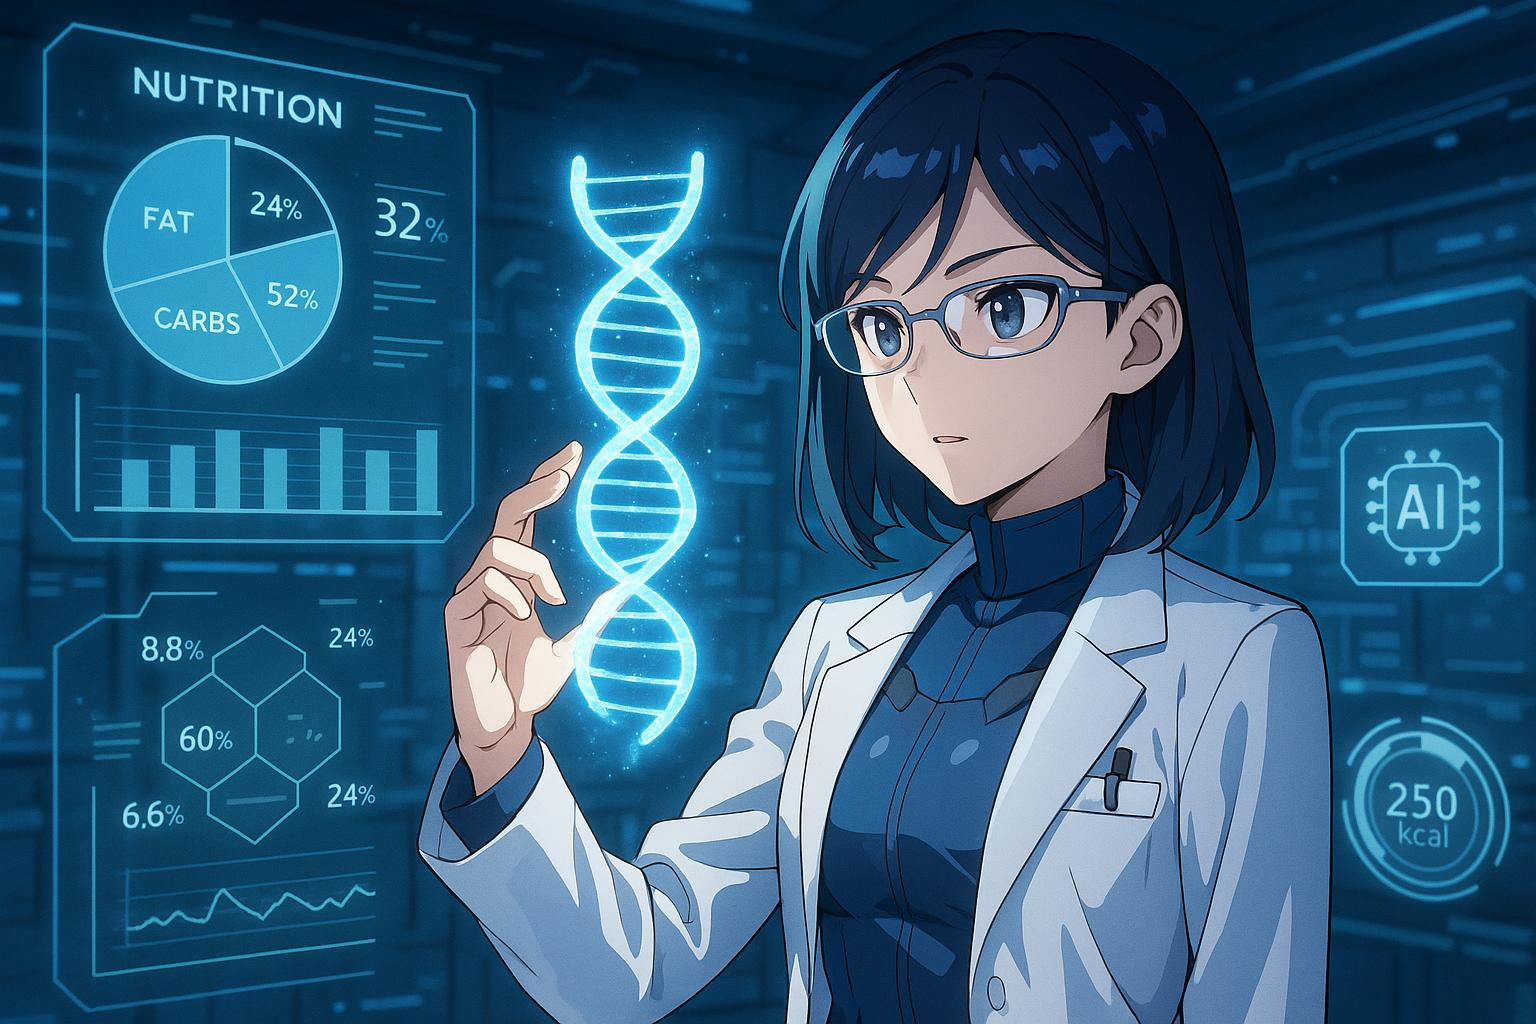 NUTRITION
FAT
24%
32%
52%
CARBS
8,8%
24%
60%
6,6%
24%
AI
250
kcal